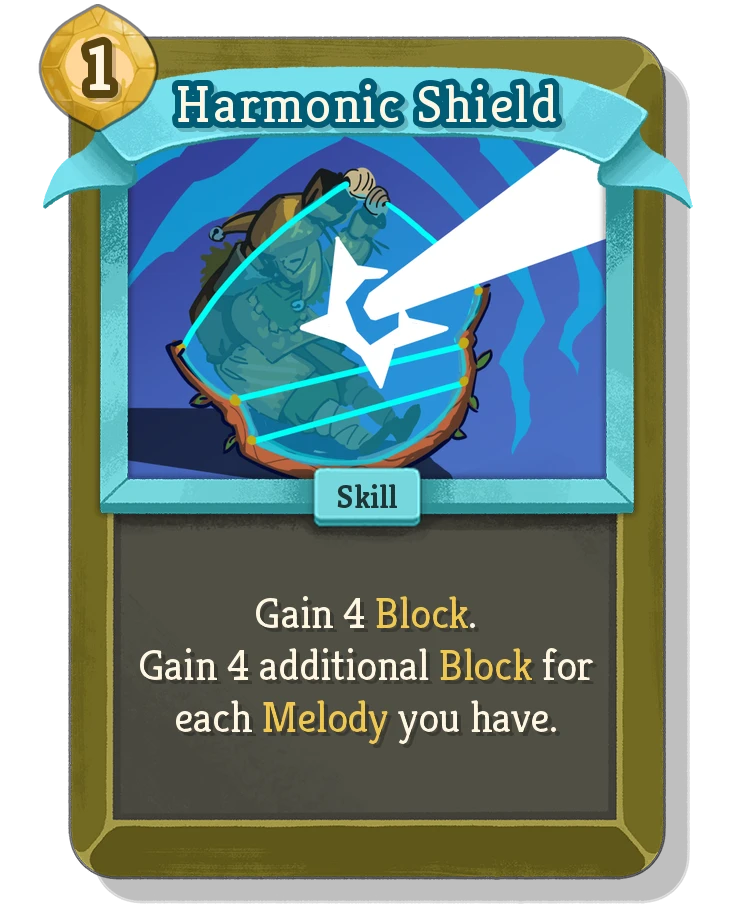 1
Harmonic Shield
Skill
Gain 4 Block.
Gain 4 additional Block for
each Melody you have.